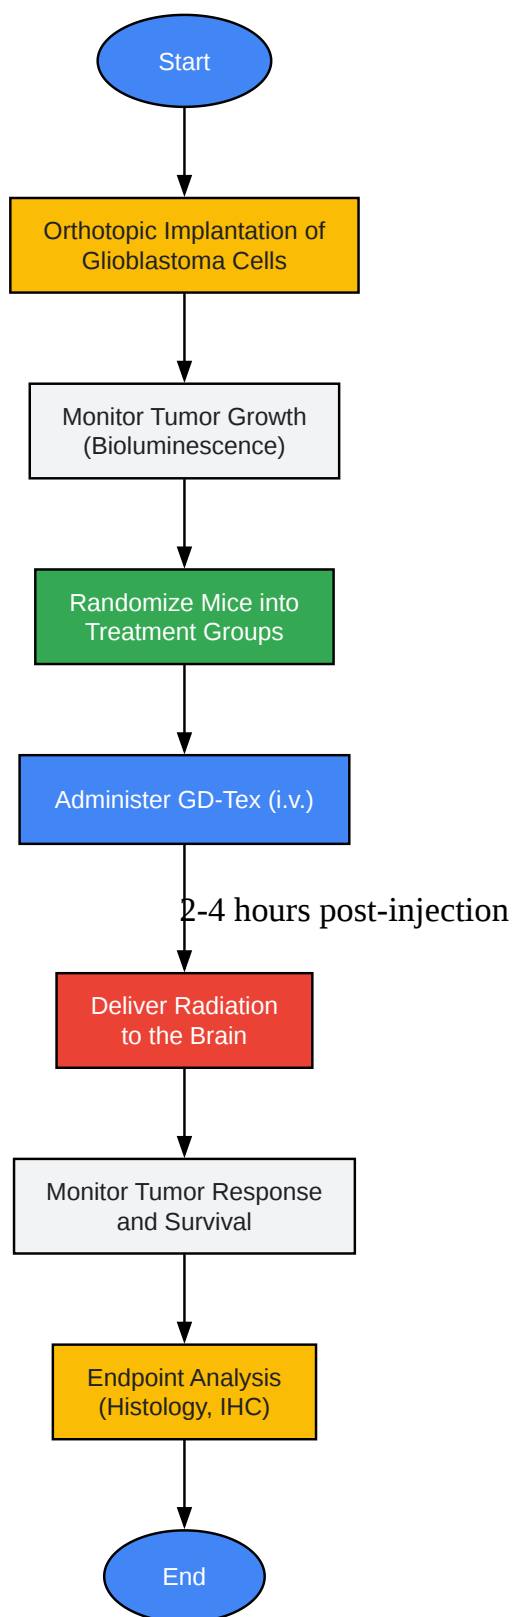 Start
Orthotopic Implantation of
Glioblastoma Cells
Monitor Tumor Growth
(Bioluminescence)
Randomize Mice into
Treatment Groups
Administer GD-Tex (i.v.)
2-4 hours post-injection
Deliver Radiation
to the Brain
Monitor Tumor Response
and Survival
Endpoint Analysis
(Histology, IHC)
End